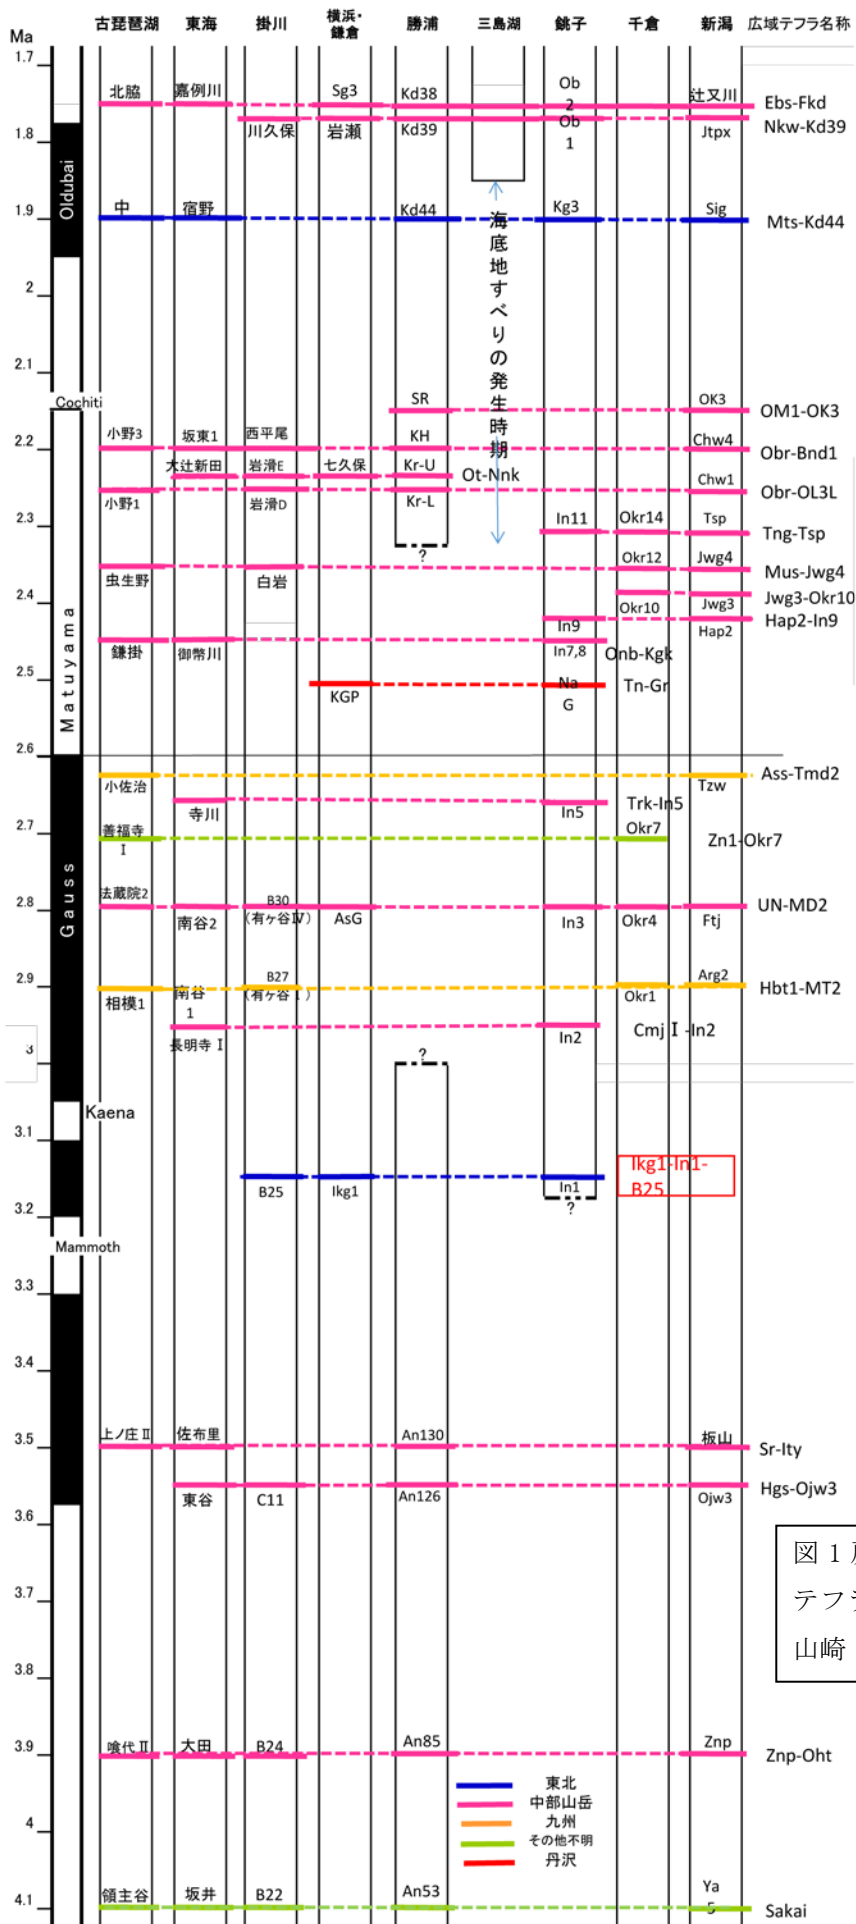 Ma
古琵琶湖
東海
掛川
横浜・
鎌倉
勝浦
三島湖
銚子
千倉
新潟
広域テフラ名称
1.7
北脇
嘉例川
Sg3
Kd38
Ob
2
辻又川
Ebs-Fkd
川久保
岩瀬
Kd39
Ob
1
Jtpx
Nkw-Kd39
1.8
Oldubai
中
宿野
Kd44
Kg3
Sig
Mts-Kd44
1.9
海底地すべりの発生時期
2
2.1
Cochiti
SR
OK3
OM1-OK3
小野3
坂東1
西平尾
KH
Chw4
Obr-Bnd1
2.2
大辻新田
岩滑E
七久保
Kr-U
Ot-Nnk
Chw1
Obr-OL3L
小野1
岩滑D
Kr-L
2.3
In11
Okr14
Tsp
Tng-Tsp
?
Okr12
Jwg4
Mus-Jwg4
虫生野
白岩
2.4
Okr10
Jwg3
Jwg3-Okr10
In9
Hap2
Hap2-In9
鎌掛
御幣川
In7,8
Onb-Kgk
2.5
KGP
Na
G
Tn-Gr
Matuyama
2.6
小佐治
Tzw
Ass-Tmd2
寺川
In5
Trk-In5
2.7
善福寺
I
Okr7
Zn1-Okr7
Gauss
2.8
法蔵院2
南谷2
B30
(有ヶ谷Ⅳ)
AsG
In3
Okr4
Ftj
UN-MD2
2.9
相模1
南谷
1
B27
(有ヶ谷Ⅰ)
Okr1
Arg2
Hbt1-MT2
長明寺Ⅰ
In2
CmjⅠ-In2
3
?
Kaena
3.1
B25
Ikg1
In1
Ikg1-In1-
B25
?
3.2
Mammoth
3.3
3.4
3.5
上ノ庄Ⅱ
佐布里
An130
板山
Sr-Ity
東谷
C11
An126
Ojw3
Hgs-Ojw3
3.6
図1
テフ
山崎
3.7
3.8
3.9
喰代Ⅱ
大田
B24
An85
Znp
Znp-Oht
東北
中部山岳
九州
その他不明
丹沢
4
4.1
領主谷
坂井
B22
An53
Ya
5
Sakai